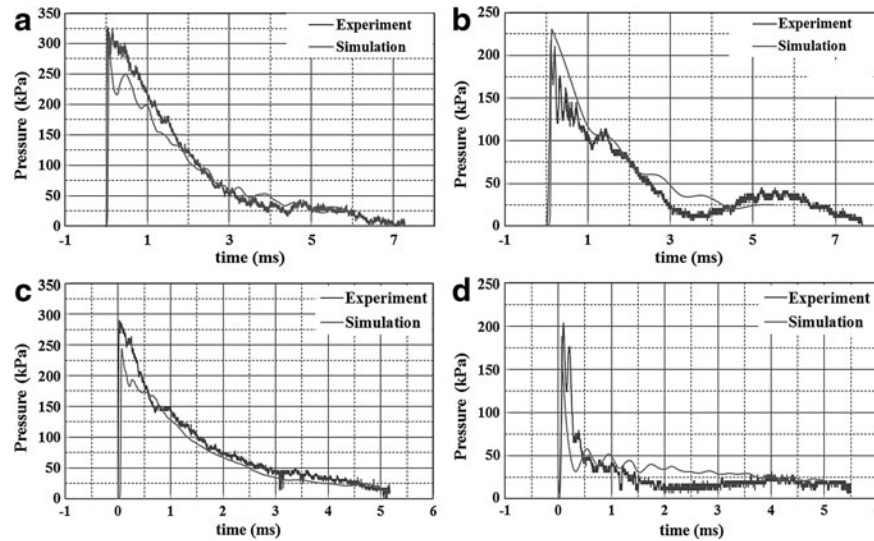 a
350
300
250
200
150
100
50
0
Pressure (kPa)
-1 1 3 5 7
time (ms)
Experiment
Simulation
b
250
200
150
100
50
0
Pressure (kPa)
-1 1 3 5 7
time (ms)
Experiment
Simulation
c
350
300
250
200
150
100
50
0
Pressure (kPa)
-1 0 1 2 3 4 5 6
time (ms)
Experiment
Simulation
d
250
200
150
100
50
0
Pressure (kPa)
-1 0 1 2 3 4 5
time (ms)
Experiment
Simulation